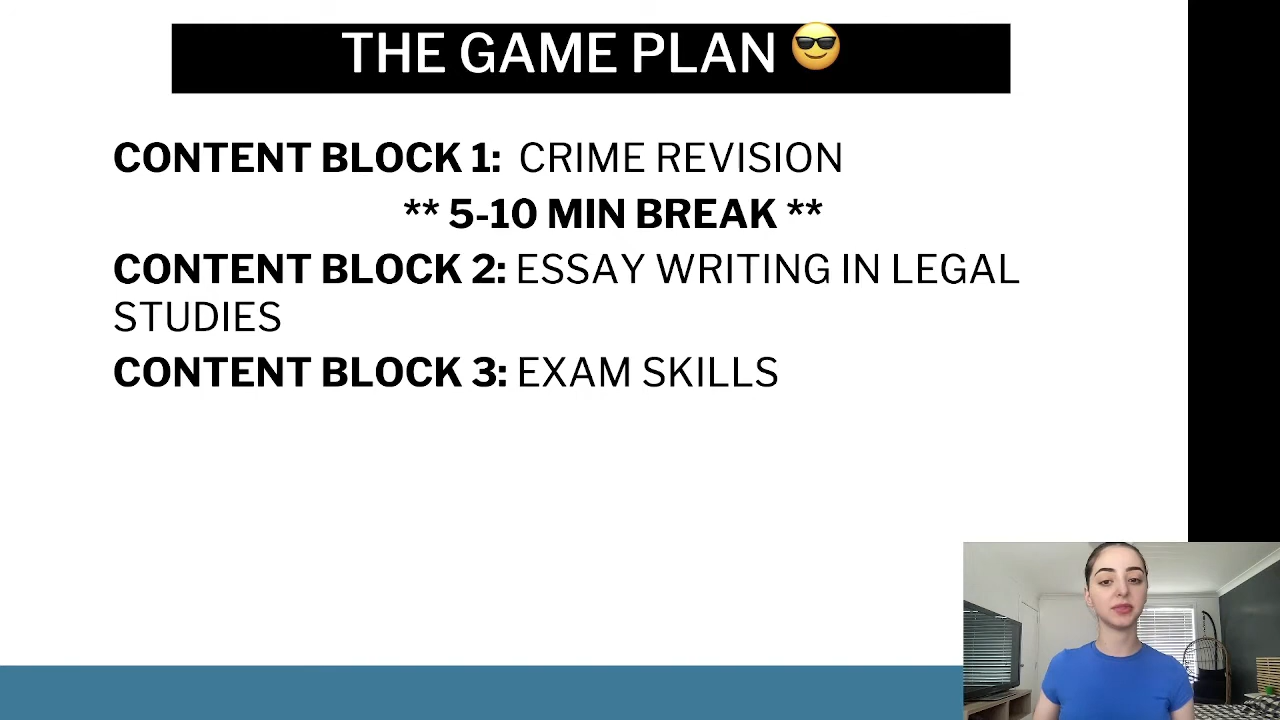 THE GAME PLAN 😎
CONTENT BLOCK 1: CRIME REVISION
** 5-10 MIN BREAK **
CONTENT BLOCK 2: ESSAY WRITING IN LEGAL
STUDIES
CONTENT BLOCK 3: EXAM SKILLS